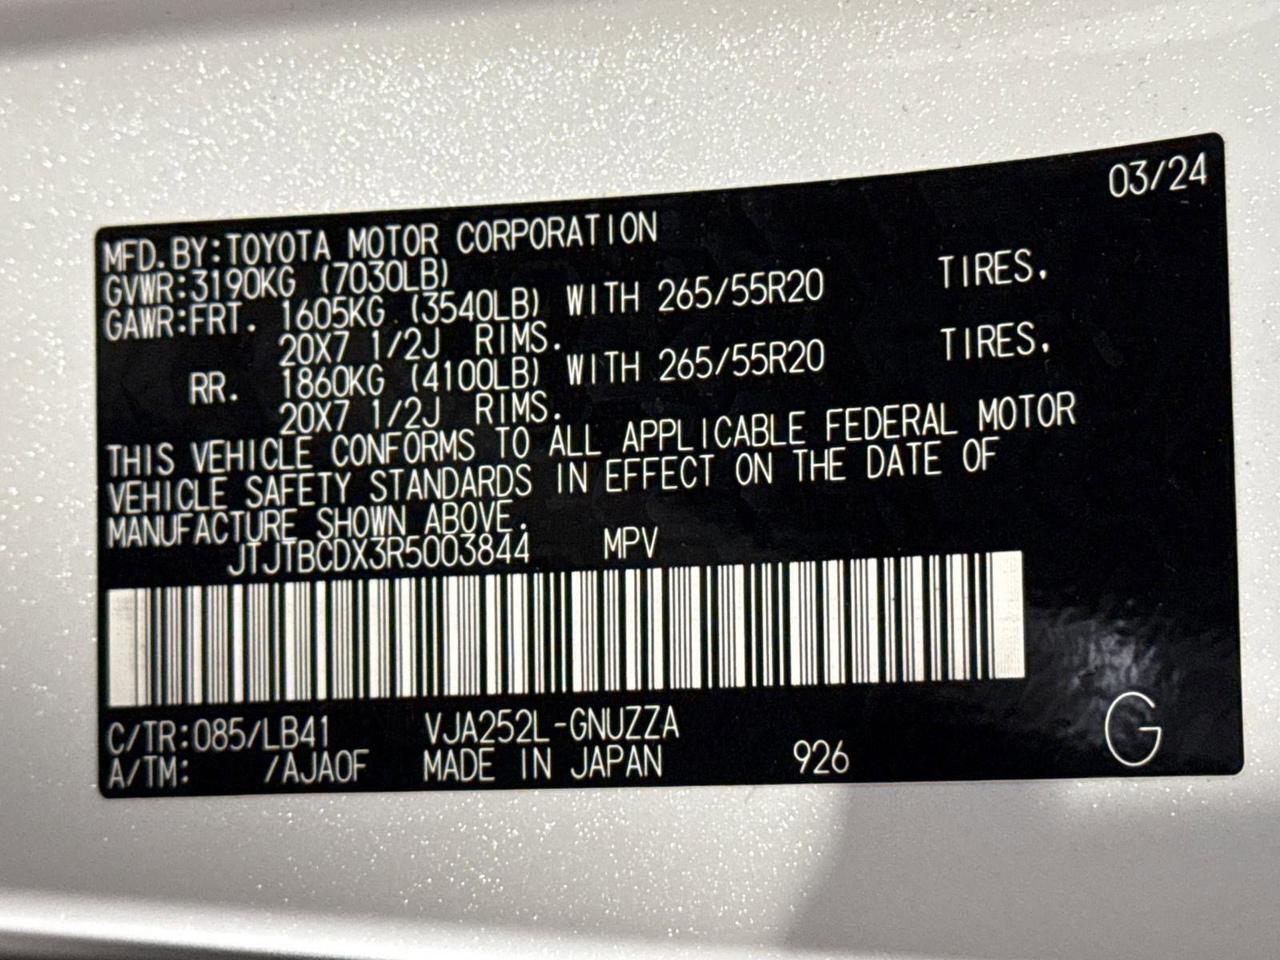 03/24
MFD.BY:TOYOTA MOTOR CORPORATION
GVWR:3190KG (7030LB)
GAWR:FRT. 1605KG (3540LB) WITH 265/55R20 TIRES.
20X7 1/2J RIMS.
RR. 1860KG (4100LB) WITH 265/55R20 TIRES.
20X7 1/2J RIMS.
THIS VEHICLE CONFORMS TO ALL APPLICABLE FEDERAL MOTOR
VEHICLE SAFETY STANDARDS IN EFFECT ON THE DATE OF
MANUFACTURE SHOWN ABOVE.
JTJTBCDX3R5003844 MPV
C/TR:085/LB41 VJA252L-GNUZZA
A/TM: /AJA0F MADE IN JAPAN 926
G